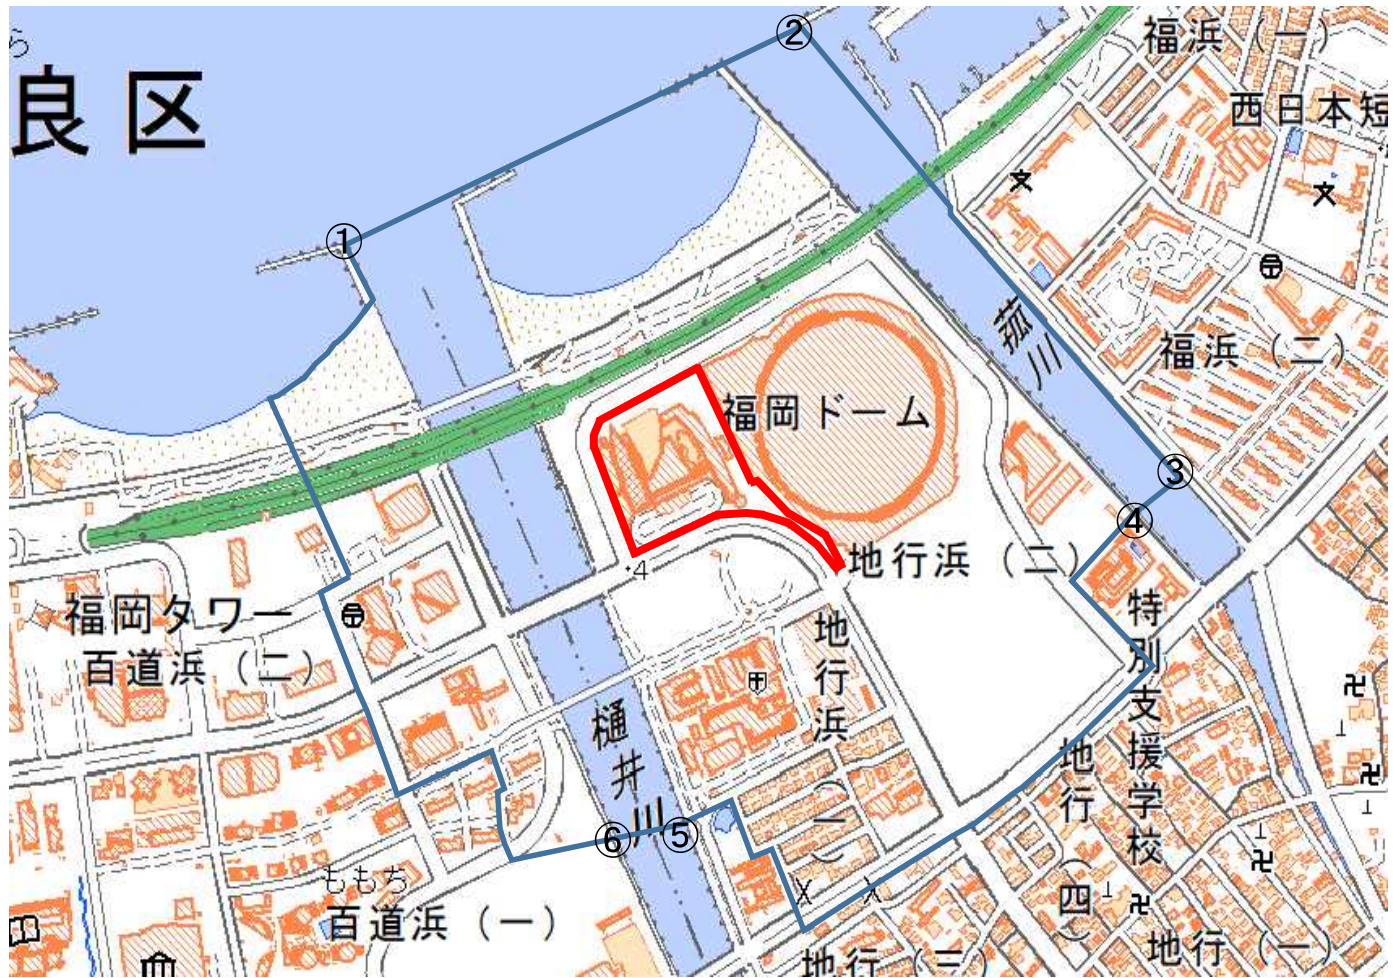 ら
良区
①
②
③
④
⑤
⑥
福浜（一）
西日本短
福浜（二）
菰川
福岡ドーム
地行浜（二）
4
福岡タワー
百道浜（二）
地行浜（一）
樋井川
特別支援学校
地行（四）
ももち
百道浜（一）
地行（三）
地行（一）